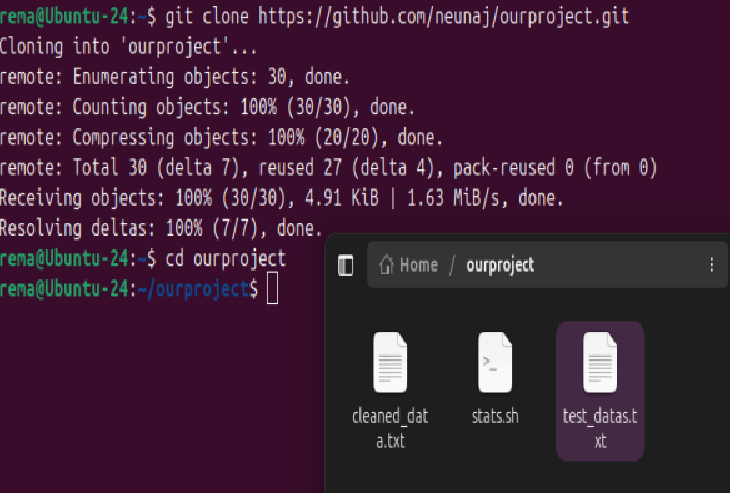 rema@Ubuntu-24:~$ git clone https://github.com/neunaj/ourproject.git
Cloning into 'ourproject'...
remote: Enumerating objects: 30, done.
remote: Counting objects: 100% (30/30), done.
remote: Compressing objects: 100% (20/20), done.
remote: Total 30 (delta 7), reused 27 (delta 4), pack-reused 0 (from 0)
Receiving objects: 100% (30/30), 4.91 KiB | 1.63 MiB/s, done.
Resolving deltas: 100% (7/7), done.
rema@Ubuntu-24:~$ cd ourproject
rema@Ubuntu-24:~/ourproject$
Home / ourproject
cleaned_dat
a.txt
stats.sh
test_datas.t
xt